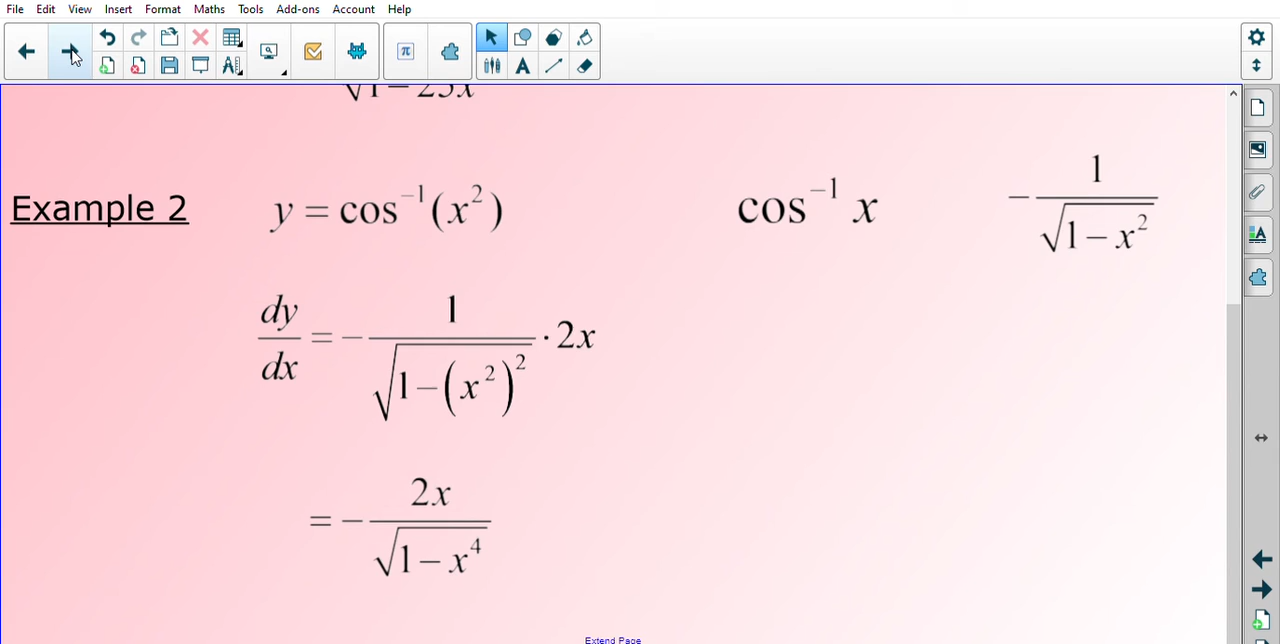 File Edit View Insert Format Maths Tools Add-ons Account Help
Example 2 y = cos⁻¹(x²) cos⁻¹ x -1/√(1-x²)
dy/dx = -1/√(1-(x²)²) · 2x
= -2x/√(1-x⁴)
Extend Page